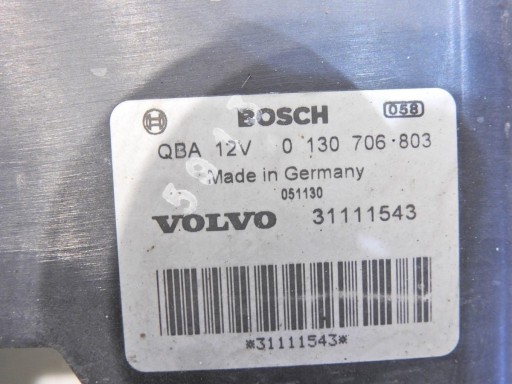 BOSCH 058
QBA 12V 0 130 706 803
Made in Germany
051130
VOLVO 31111543
*31111543*